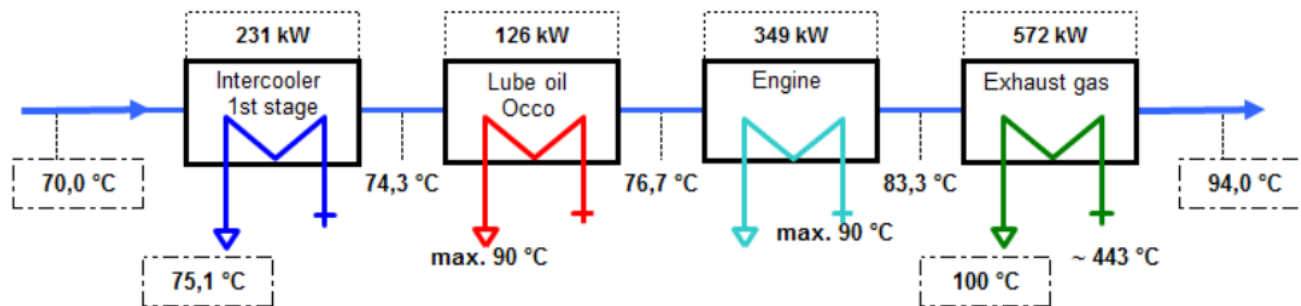 231 kW
126 kW
349 kW
572 kW
Intercooler
1st stage
Lube oil
Occo
Engine
Exhaust gas
70,0 °C
74,3 °C
76,7 °C
83,3 °C
94,0 °C
75,1 °C
max. 90 °C
max. 90 °C
100 °C
~ 443 °C